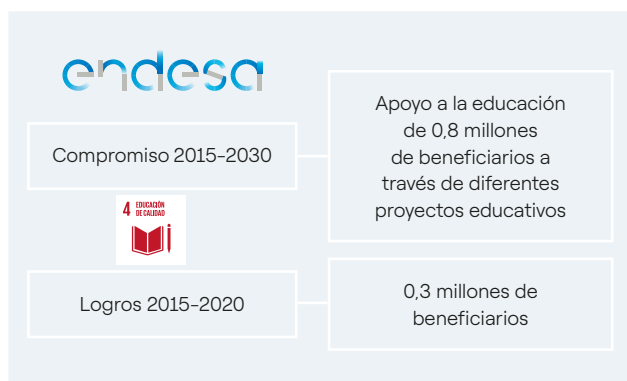 endesa
Compromiso 2015-2030
Apoyo a la educación
de 0,8 millones
de beneficiarios a
través de diferentes
proyectos educativos
4 EDUCACIÓN
DE CALIDAD
Logros 2015-2020
0,3 millones de
beneficiarios